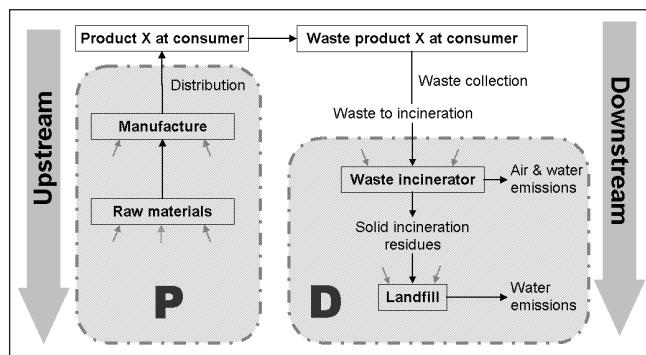 Product X at consumer
Waste product X at consumer
Upstream
Distribution
Manufacture
Raw materials
P
Waste collection
Waste to incineration
Waste incinerator
Air & water
emissions
Solid incineration
residues
Landfill
Water
emissions
D
Downstream